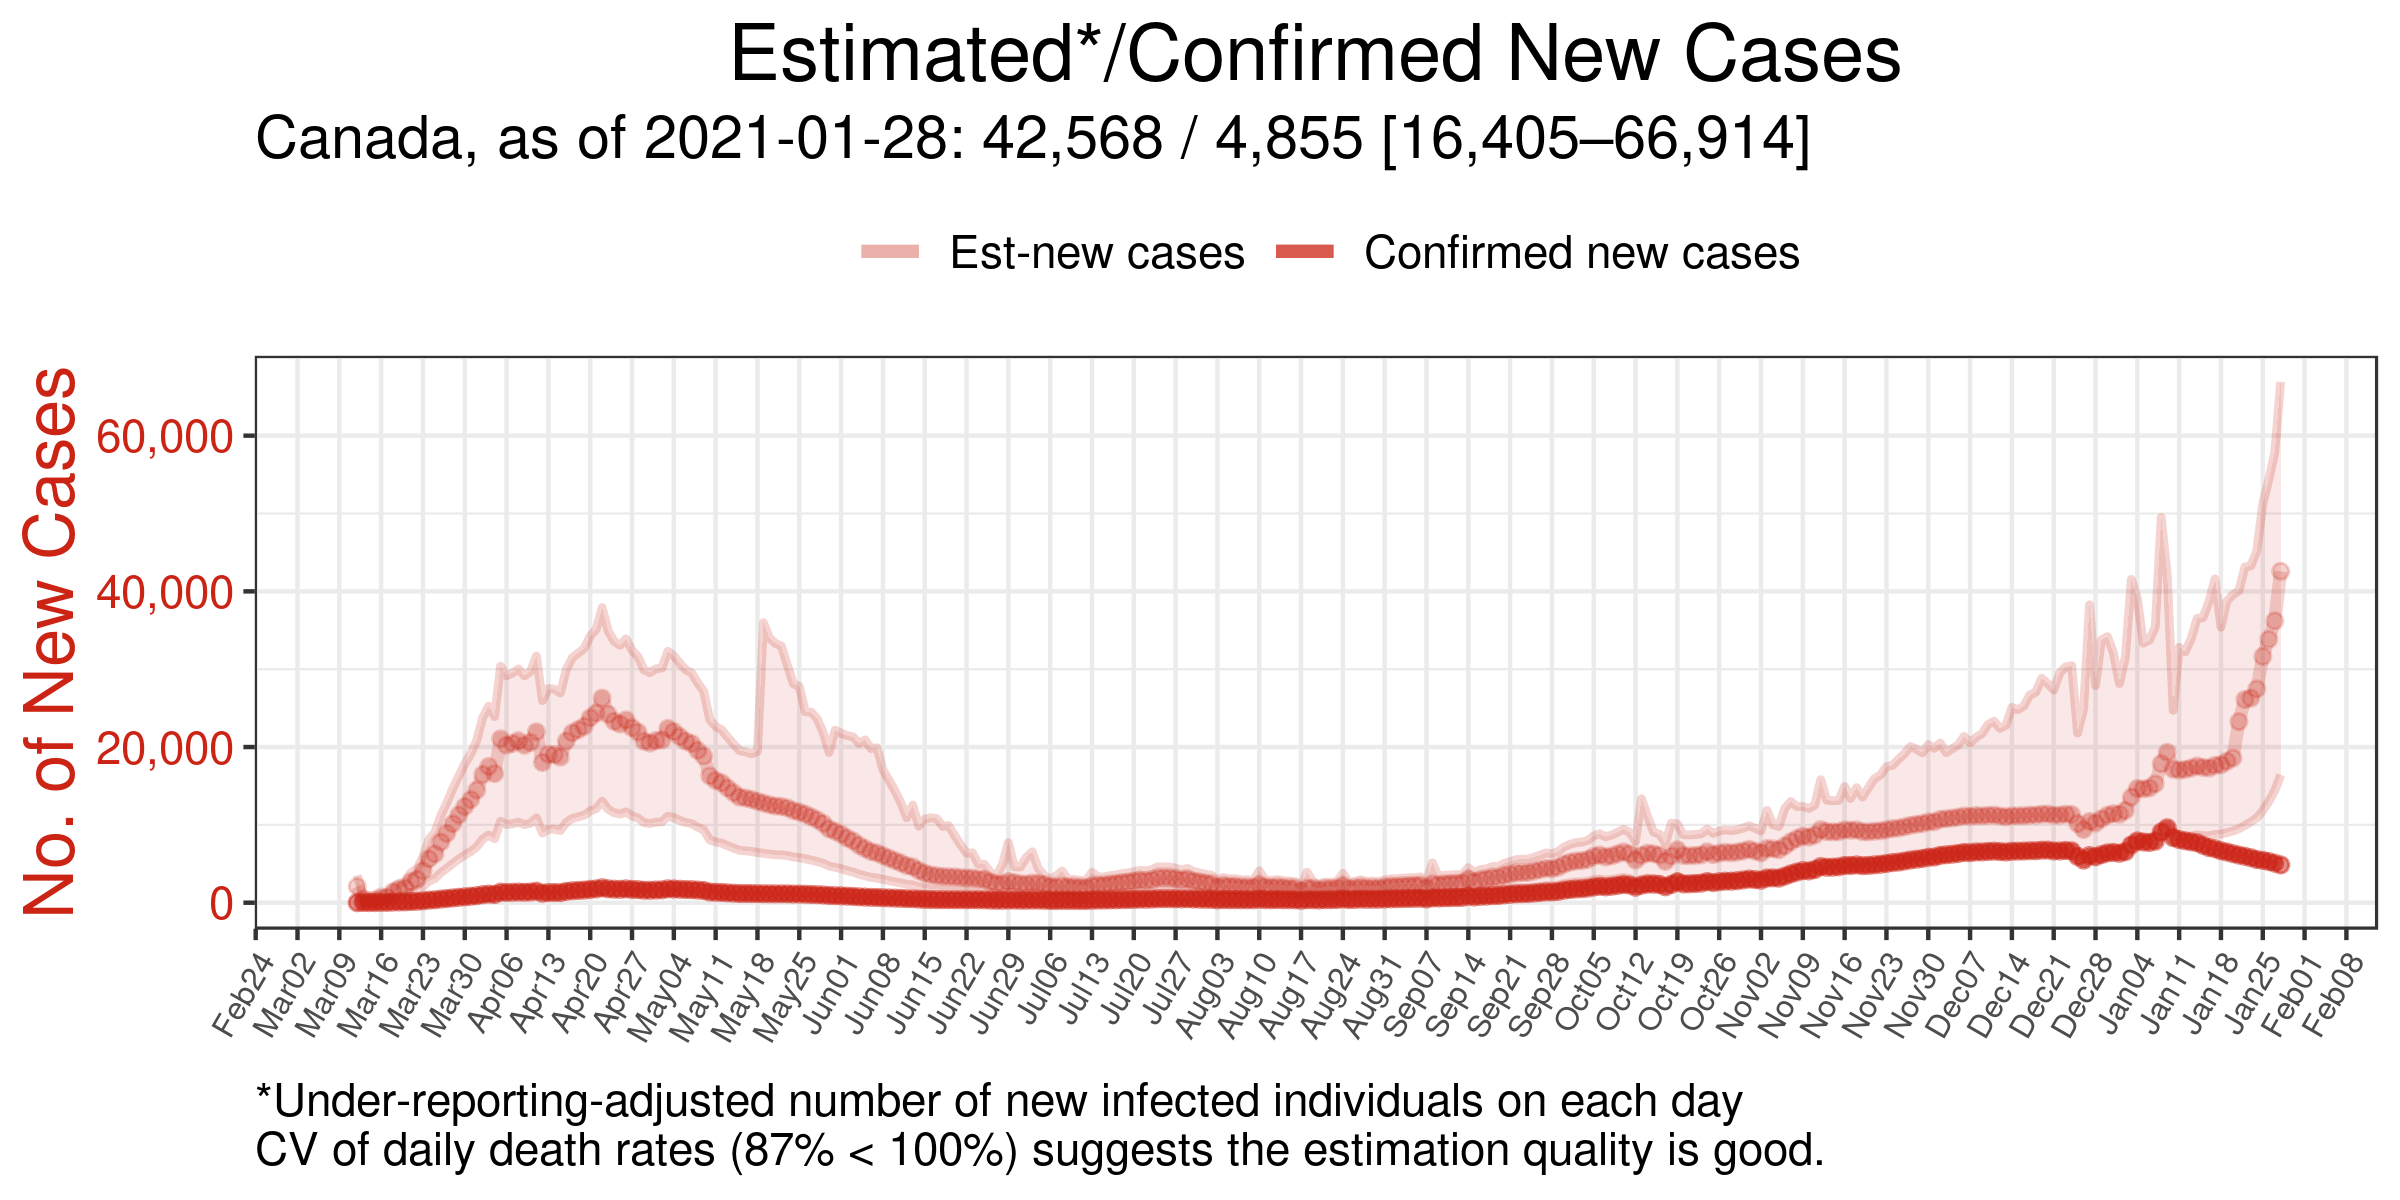 Estimated*/Confirmed New Cases
Canada, as of 2021-01-28: 42,568 / 4,855 [16,405–66,914]
Est-new cases Confirmed new cases
No. of New Cases
60,000
40,000
20,000
0
Feb24 Mar02 Mar09 Mar16 Mar23 Mar30 Apr06 Apr13 Apr20 Apr27 May04 May11 May18 May25 Jun01 Jun08 Jun15 Jun22 Jun29 Jul06 Jul13 Jul20 Jul27 Aug03 Aug10 Aug17 Aug24 Aug31 Sep07 Sep14 Sep21 Sep28 Oct05 Oct12 Oct19 Oct26 Nov02 Nov09 Nov16 Nov23 Nov30 Dec07 Dec14 Dec21 Dec28 Jan04 Jan11 Jan18 Jan25 Feb01 Feb08
*Under-reporting-adjusted number of new infected individuals on each day
CV of daily death rates (87% < 100%) suggests the estimation quality is good.